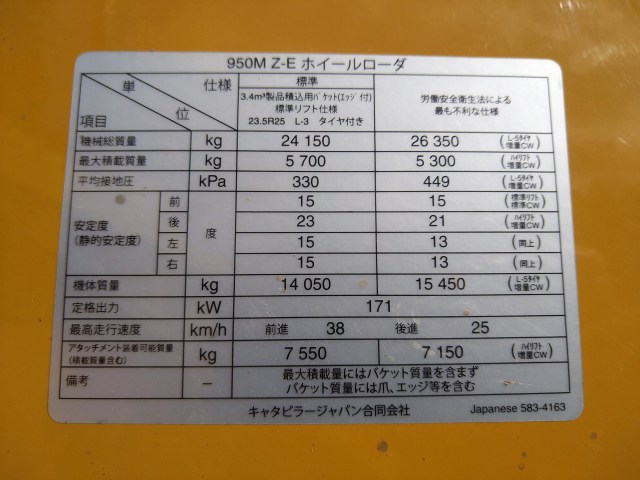 950M Z-E ホイールローダ
単 仕様 標準
3.4m³製品積込用バケット(エッジ付) 労働安全衛生法による
標準リフト仕様 最も不利な仕様
項目 位 23.5R25 L-3 タイヤ付き
機械総質量 kg 24 150 26 350 (L-5タイヤ 増量CW)
最大積載質量 kg 5 700 5 300 (ハイリフト 増量CW)
平均接地圧 kPa 330 449 (L-5タイヤ 増量CW)
安定度 (静的安定度) 前 度 15 15 (標準リフト 標準CW)
後 23 21 (ハイリフト 増量CW)
左 15 13 (同上)
右 15 13 (同上)
機体質量 kg 14 050 15 450 (L-5タイヤ 増量CW)
定格出力 kW 171
最高走行速度 km/h 前進 38 後進 25
アタッチメント装着可能質量 (積載質量含む) kg 7 550 7 150 (ハイリフト 増量CW)
備考 – 最大積載量にはバケット質量を含まず
バケット質量には爪、エッジ等を含む
キャタピラージャパン合同会社 Japanese 583-4163